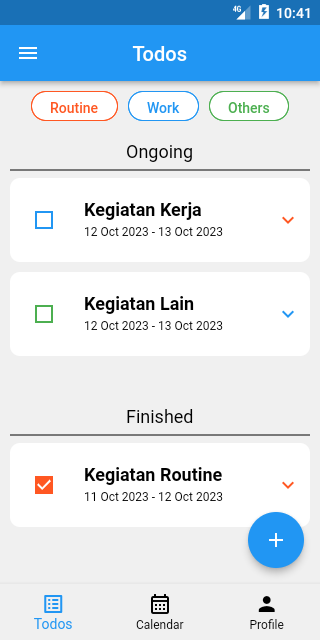 4G 10:41
Todos
Routine Work Others
Ongoing
Kegiatan Kerja
12 Oct 2023 - 13 Oct 2023
Kegiatan Lain
12 Oct 2023 - 13 Oct 2023
Finished
Kegiatan Routine
11 Oct 2023 - 12 Oct 2023
Todos Calendar Profile